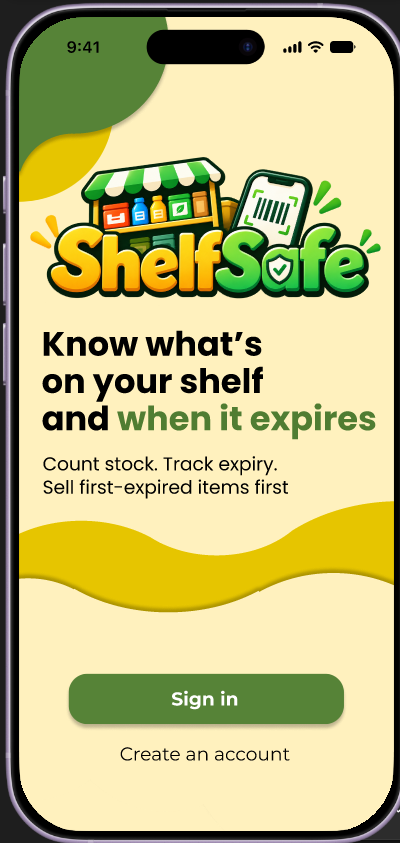 9:41
ShelfSafe
Know what’s
on your shelf
and when it expires
Count stock. Track expiry.
Sell first-expired items first
Sign in
Create an account